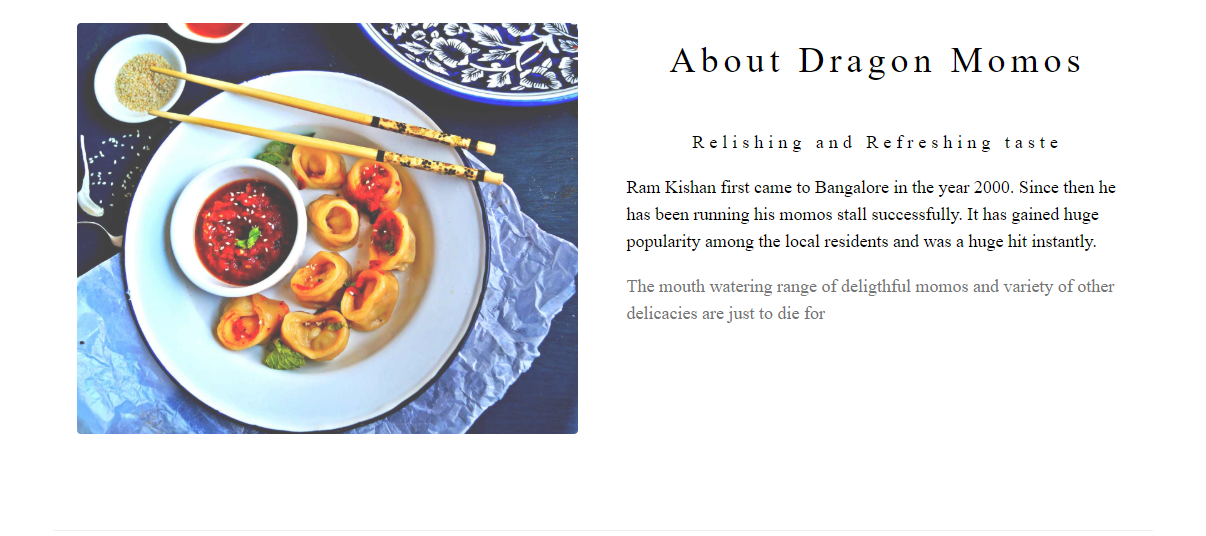 About Dragon Momos
Relishing and Refreshing taste
Ram Kishan first came to Bangalore in the year 2000. Since then he
has been running his momos stall successfully. It has gained huge
popularity among the local residents and was a huge hit instantly.
The mouth watering range of deligthful momos and variety of other
delicacies are just to die for